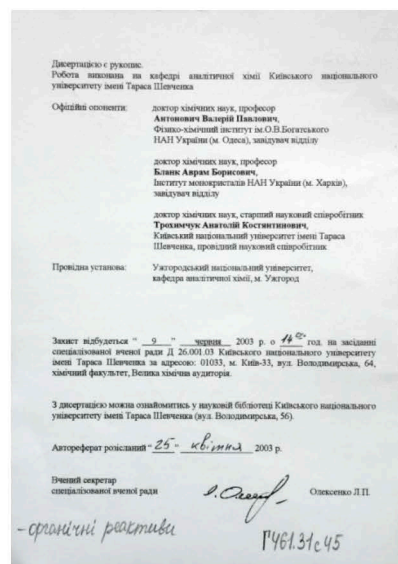 Дисертацією є рукопис.
Робота виконана на кафедрі аналітичної хімії Київського національного
університету імені Тараса Шевченка
Офіційні опоненти: доктор хімічних наук, професор
Антонович Валерій Павлович,
Фізико-хімічний інститут ім.О.В.Богатського
НАН України (м. Одеса), завідувач відділу
доктор хімічних наук, професор
Бланк Аврам Борисович,
Інститут монокристалів НАН України (м. Харків),
завідувач відділу
доктор хімічних наук, старший науковий співробітник
Трохимчук Анатолій Костянтинович,
Київський національний університет імені Тараса
Шевченка, провідний науковий співробітник
Провідна установа: Ужгородський національний університет,
кафедра аналітичної хімії, м. Ужгород
Захист відбудеться " 9 " червня 2003 р. о 14⁰⁰ год. на засіданні
спеціалізованої вченої ради Д 26.001.03 Київського національного університету
імені Тараса Шевченка за адресою: 01033, м. Київ-33, вул. Володимирська, 64,
хімічний факультет, Велика хімічна аудиторія.
З дисертацією можна ознайомитись у науковій бібліотеці Київського національного
університету імені Тараса Шевченка (вул. Володимирська, 56).
Автореферат розісланий " 25 " квітня 2003 р.
Вчений секретар
спеціалізованої вченої ради Олексенко Л.П.
- органічні реактиви
Г461.31с45